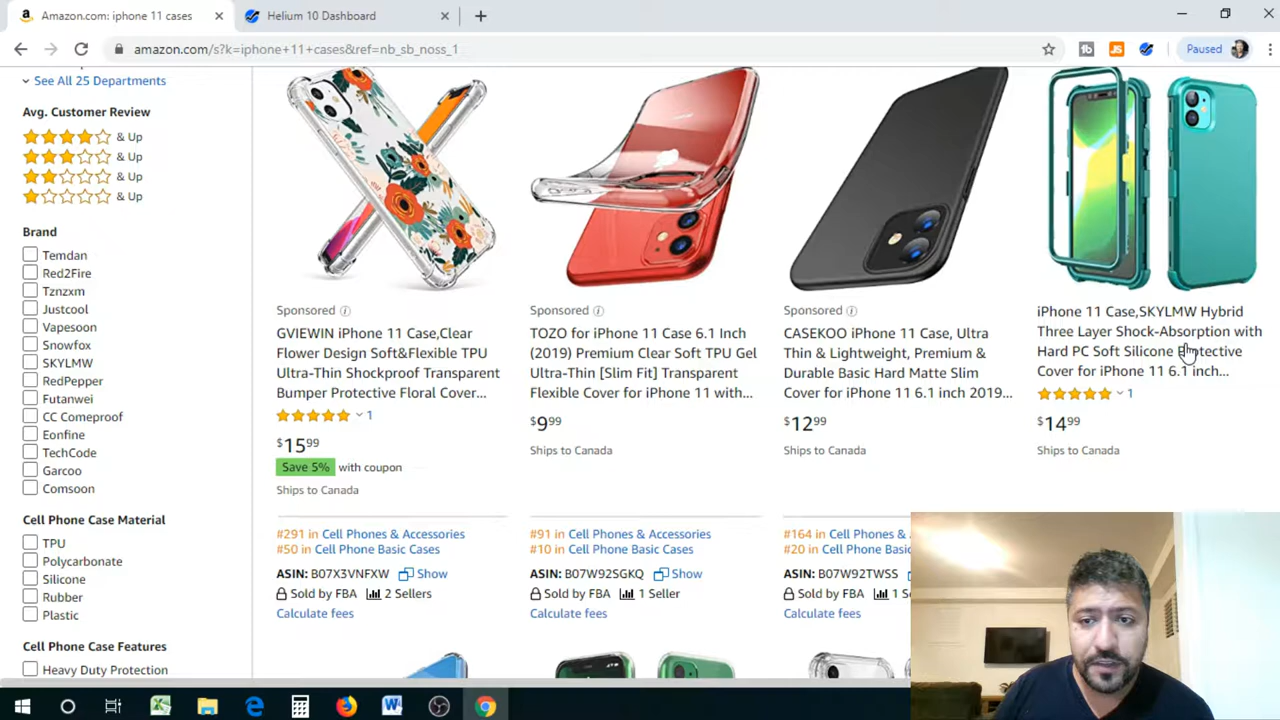 Amazon.com: iphone 11 cases
Helium 10 Dashboard
amazon.com/s?k=iphone+11+cases&ref=nb_sb_noss_1
Paused
See All 25 Departments
Avg. Customer Review
& Up
& Up
& Up
& Up
Brand
Temdan
Red2Fire
Tznzxm
Justcool
Vapesoon
Snowfox
SKYLMW
RedPepper
Futanwei
CC Comeproof
Eonfine
TechCode
Garcoo
Comsoon
Cell Phone Case Material
TPU
Polycarbonate
Silicone
Rubber
Plastic
Cell Phone Case Features
Heavy Duty Protection
Sponsored
GVIEWIN iPhone 11 Case,Clear
Flower Design Soft&Flexible TPU
Ultra-Thin Shockproof Transparent
Bumper Protective Floral Cover...
1
$1599
Save 5% with coupon
Ships to Canada
#291 in Cell Phones & Accessories
#50 in Cell Phone Basic Cases
ASIN: B07X3VNFXW Show
Sold by FBA 2 Sellers
Calculate fees
Sponsored
TOZO for iPhone 11 Case 6.1 Inch
(2019) Premium Clear Soft TPU Gel
Ultra-Thin [Slim Fit] Transparent
Flexible Cover for iPhone 11 with...
$999
Ships to Canada
#91 in Cell Phones & Accessories
#10 in Cell Phone Basic Cases
ASIN: B07W92SGKQ Show
Sold by FBA 1 Seller
Calculate fees
Sponsored
CASEKOO iPhone 11 Case, Ultra
Thin & Lightweight, Premium &
Durable Basic Hard Matte Slim
Cover for iPhone 11 6.1 inch 2019...
$1299
Ships to Canada
#164 in Cell Phones &
#20 in Cell Phone Basic
ASIN: B07W92TWSS
Sold by FBA 1
Calculate fees
iPhone 11 Case,SKYLMW Hybrid
Three Layer Shock-Absorption with
Hard PC Soft Silicone Protective
Cover for iPhone 11 6.1 inch...
1
$1499
Ships to Canada